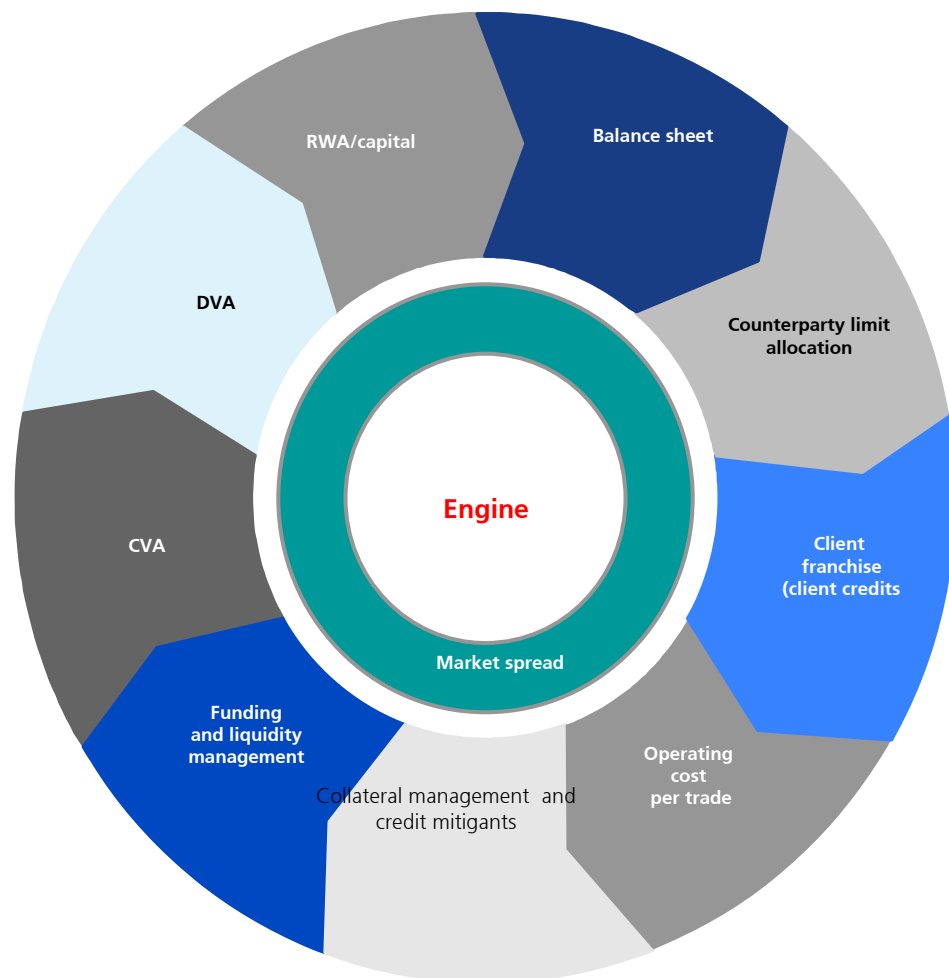 RWA/capital
Balance sheet
DVA
Counterparty limit
allocation
Engine
CVA
Client
franchise
(client credits
Market spread
Funding
and liquidity
management
Operating
cost
per trade
Collateral management and
credit mitigants